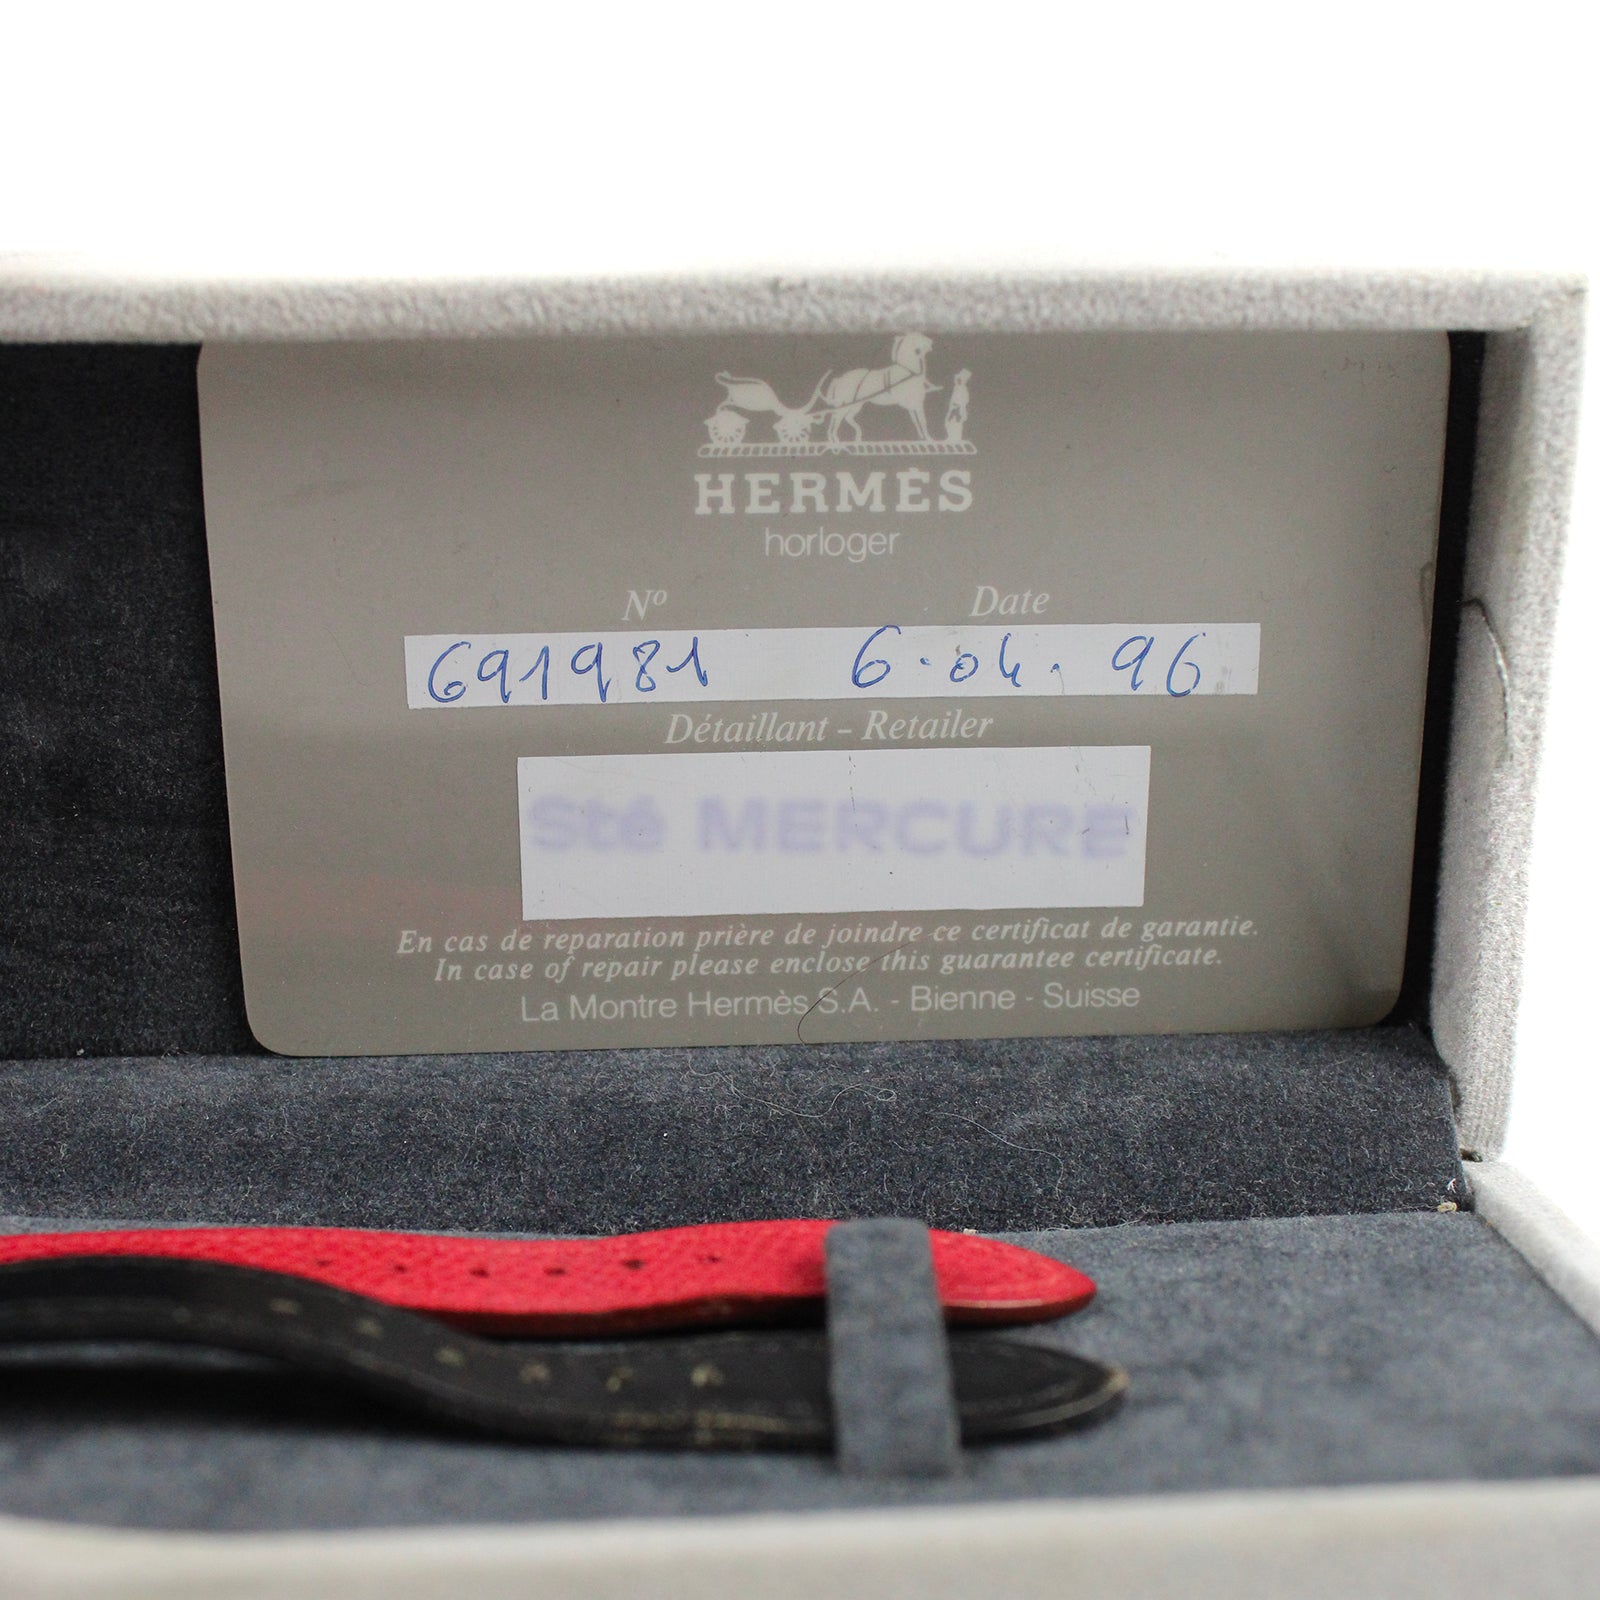 HERMÈS
horloger
Nº Date
691981 6.04.96
Détaillant - Retailer
Sté MERCURE
En cas de reparation prière de joindre ce certificat de garantie.
In case of repair please enclose this guarantee certificate.
La Montre Hermès S.A. - Bienne - Suisse